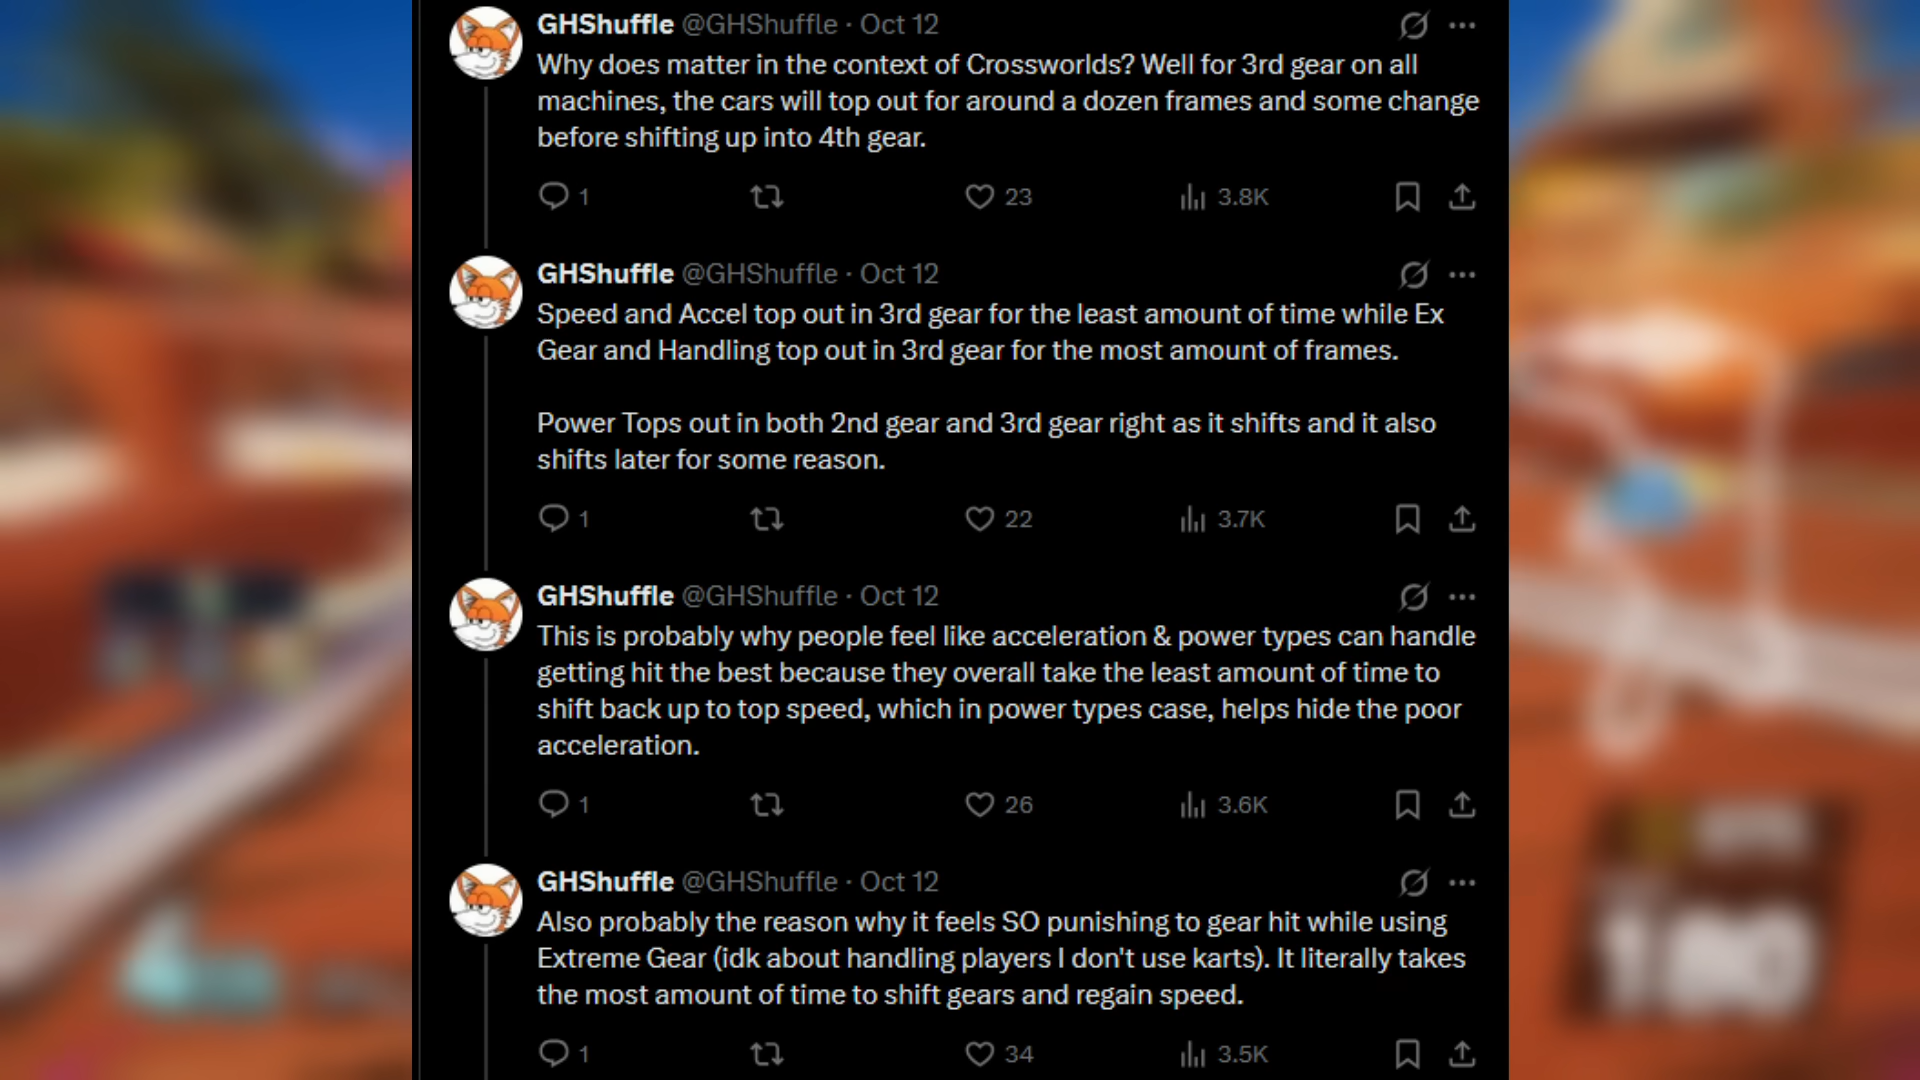 GHShuffle @GHShuffle · Oct 12
Why does matter in the context of Crossworlds? Well for 3rd gear on all
machines, the cars will top out for around a dozen frames and some change
before shifting up into 4th gear.
1 23 3.8K
GHShuffle @GHShuffle · Oct 12
Speed and Accel top out in 3rd gear for the least amount of time while Ex
Gear and Handling top out in 3rd gear for the most amount of frames.
Power Tops out in both 2nd gear and 3rd gear right as it shifts and it also
shifts later for some reason.
1 22 3.7K
GHShuffle @GHShuffle · Oct 12
This is probably why people feel like acceleration & power types can handle
getting hit the best because they overall take the least amount of time to
shift back up to top speed, which in power types case, helps hide the poor
acceleration.
1 26 3.6K
GHShuffle @GHShuffle · Oct 12
Also probably the reason why it feels SO punishing to gear hit while using
Extreme Gear (idk about handling players I don't use karts). It literally takes
the most amount of time to shift gears and regain speed.
1 34 3.5K